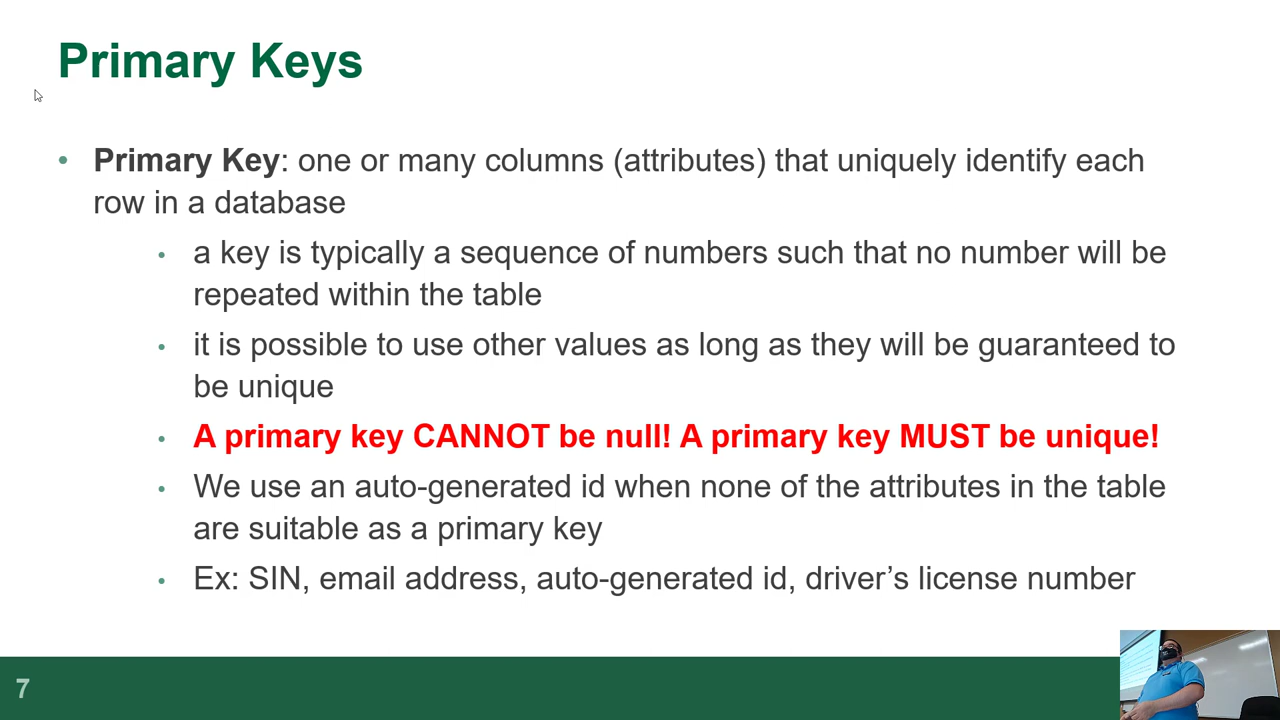 Primary Keys
• Primary Key: one or many columns (attributes) that uniquely identify each
row in a database
• a key is typically a sequence of numbers such that no number will be
repeated within the table
• it is possible to use other values as long as they will be guaranteed to
be unique
• A primary key CANNOT be null! A primary key MUST be unique!
• We use an auto-generated id when none of the attributes in the table
are suitable as a primary key
• Ex: SIN, email address, auto-generated id, driver’s license number
7